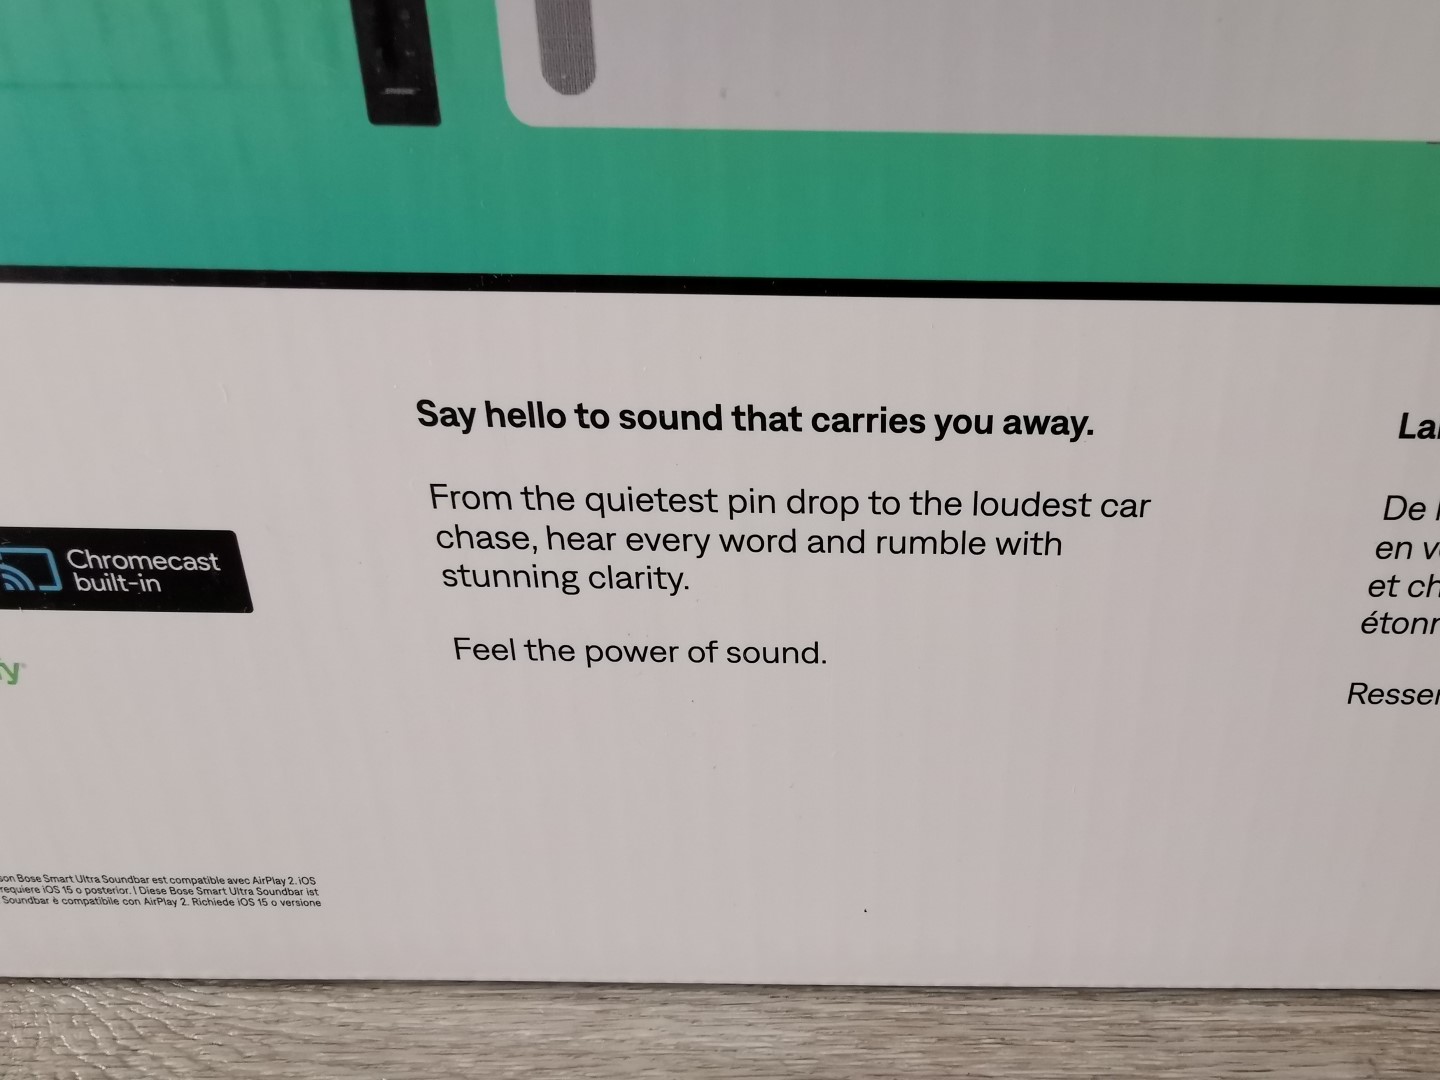 Say hello to sound that carries you away.
From the quietest pin drop to the loudest car
chase, hear every word and rumble with
stunning clarity.
Feel the power of sound.
Chromecast
built-in
son Bose Smart Ultra Soundbar est compatible avec AirPlay 2. iOS
requiere iOS 15 o posterior. | Diese Bose Smart Ultra Soundbar ist
Soundbar è compatibile con AirPlay 2. Richiede iOS 15 o versione
De
et